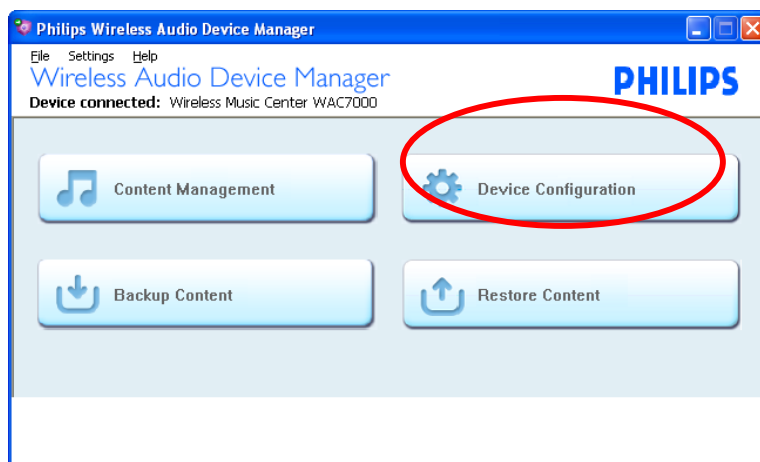 Philips Wireless Audio Device Manager
File Settings Help
Wireless Audio Device Manager
PHILIPS
Device connected: Wireless Music Center WAC7000
Content Management
Device Configuration
Backup Content
Restore Content